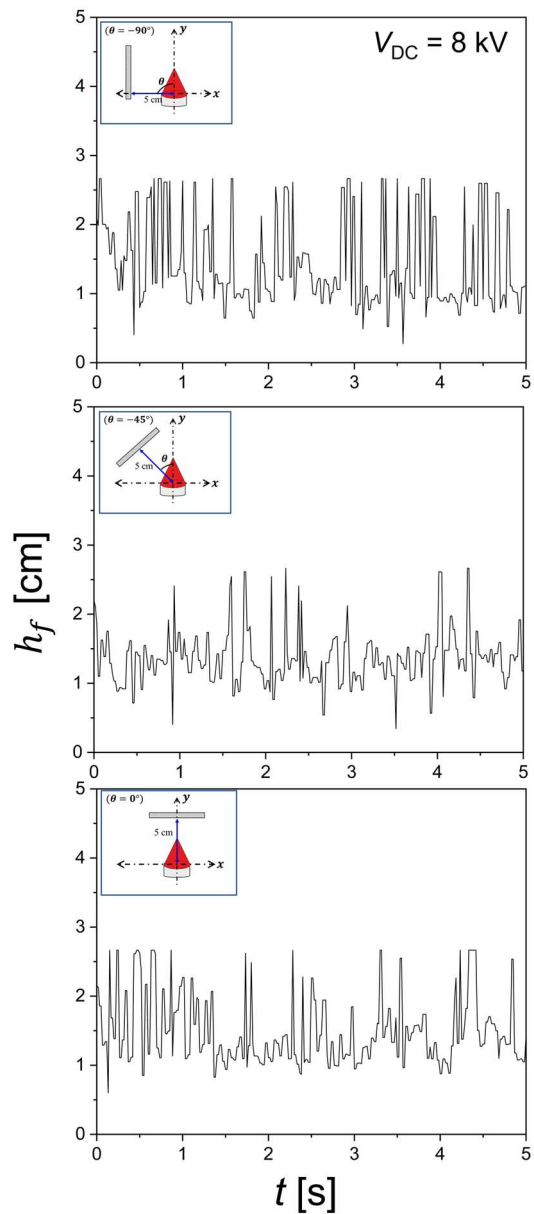 5
(θ = −90°)
y
V_DC = 8 kV
4
θ
x
5 cm
3
2
1
0
0 1 2 3 4 5
5
(θ = −45°)
y
4
θ
5 cm
x
3
2
1
0
0 1 2 3 4 5
h_f [cm]
5
(θ = 0°)
y
5 cm
4
x
3
2
1
0
0 1 2 3 4 5
t [s]